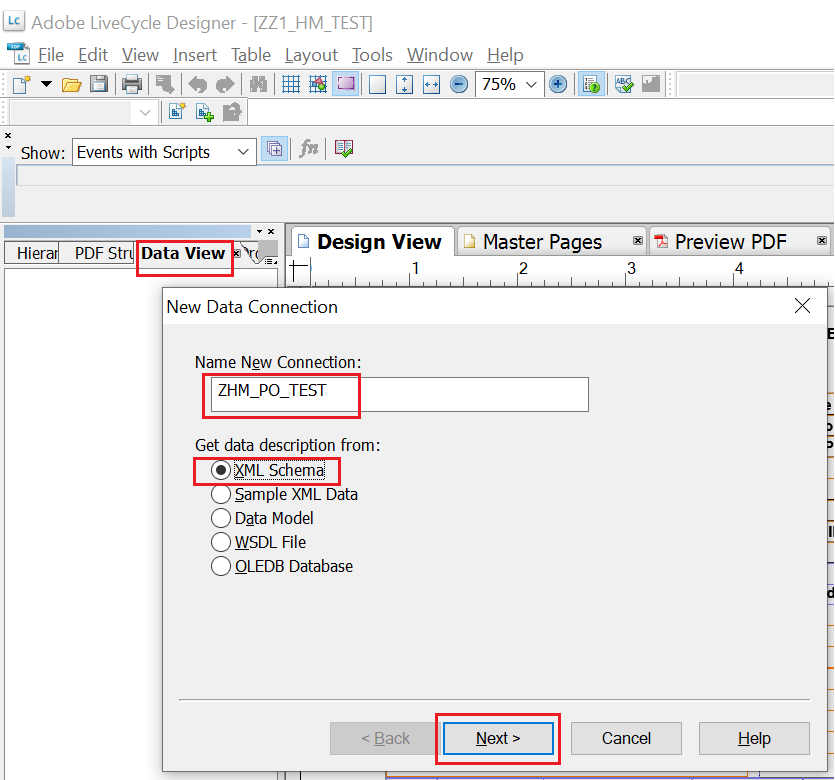 Adobe LiveCycle Designer - [ZZ1_HM_TEST]
File Edit View Insert Table Layout Tools Window Help
75%
Show: Events with Scripts
Hierar PDF Stru Data View
Design View Master Pages Preview PDF
1 2 3 4
New Data Connection
Name New Connection:
ZHM_PO_TEST
Get data description from:
XML Schema
Sample XML Data
Data Model
WSDL File
OLEDB Database
< Back Next > Cancel Help